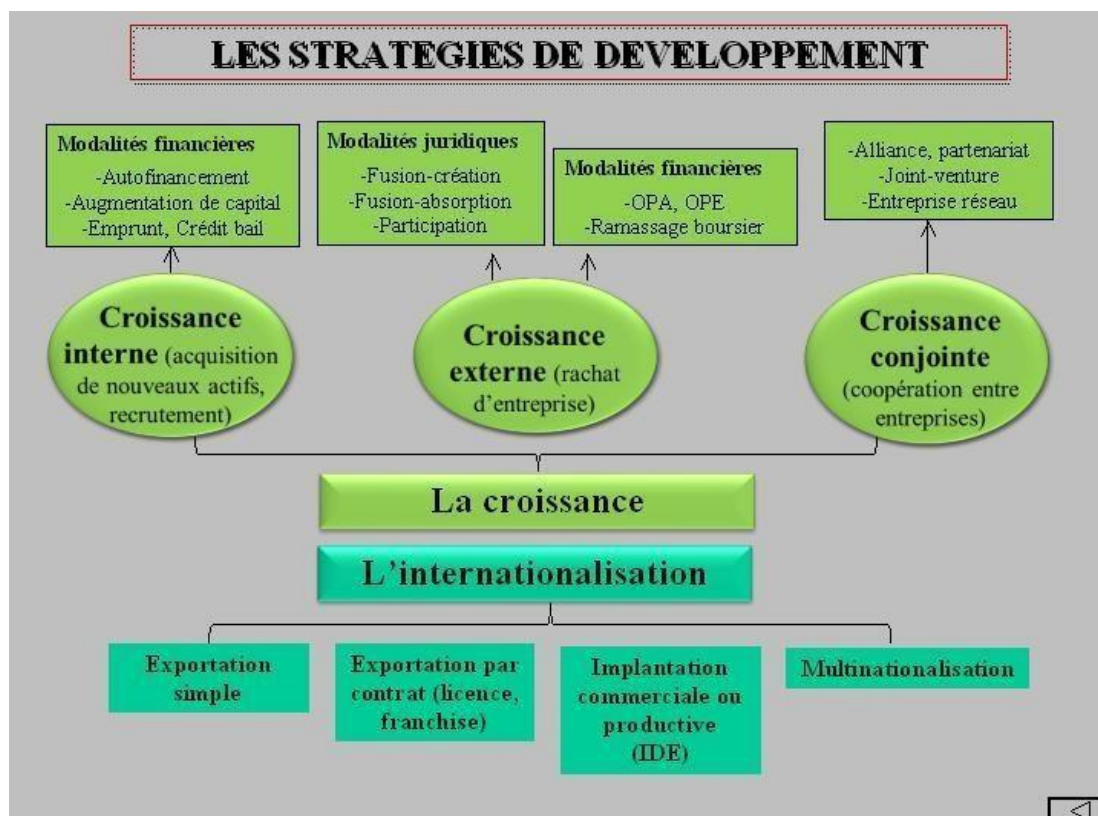 LES STRATEGIES DE DEVELOPPEMENT
Modalités financières
-Autofinancement
-Augmentation de capital
-Emprunt, Crédit bail
Modalités juridiques
-Fusion-création
-Fusion-absorption
-Participation
Modalités financières
-OPA, OPE
-Ramassage boursier
-Alliance, partenariat
-Joint-venture
-Entreprise réseau
Croissance
interne (acquisition
de nouveaux actifs,
recrutement)
Croissance
externe (rachat
d’entreprise)
Croissance
conjointe
(coopération entre
entreprises)
La croissance
L’internationalisation
Exportation
simple
Exportation par
contrat (licence,
franchise)
Implantation
commerciale ou
productive
(IDE)
Multinationalisation